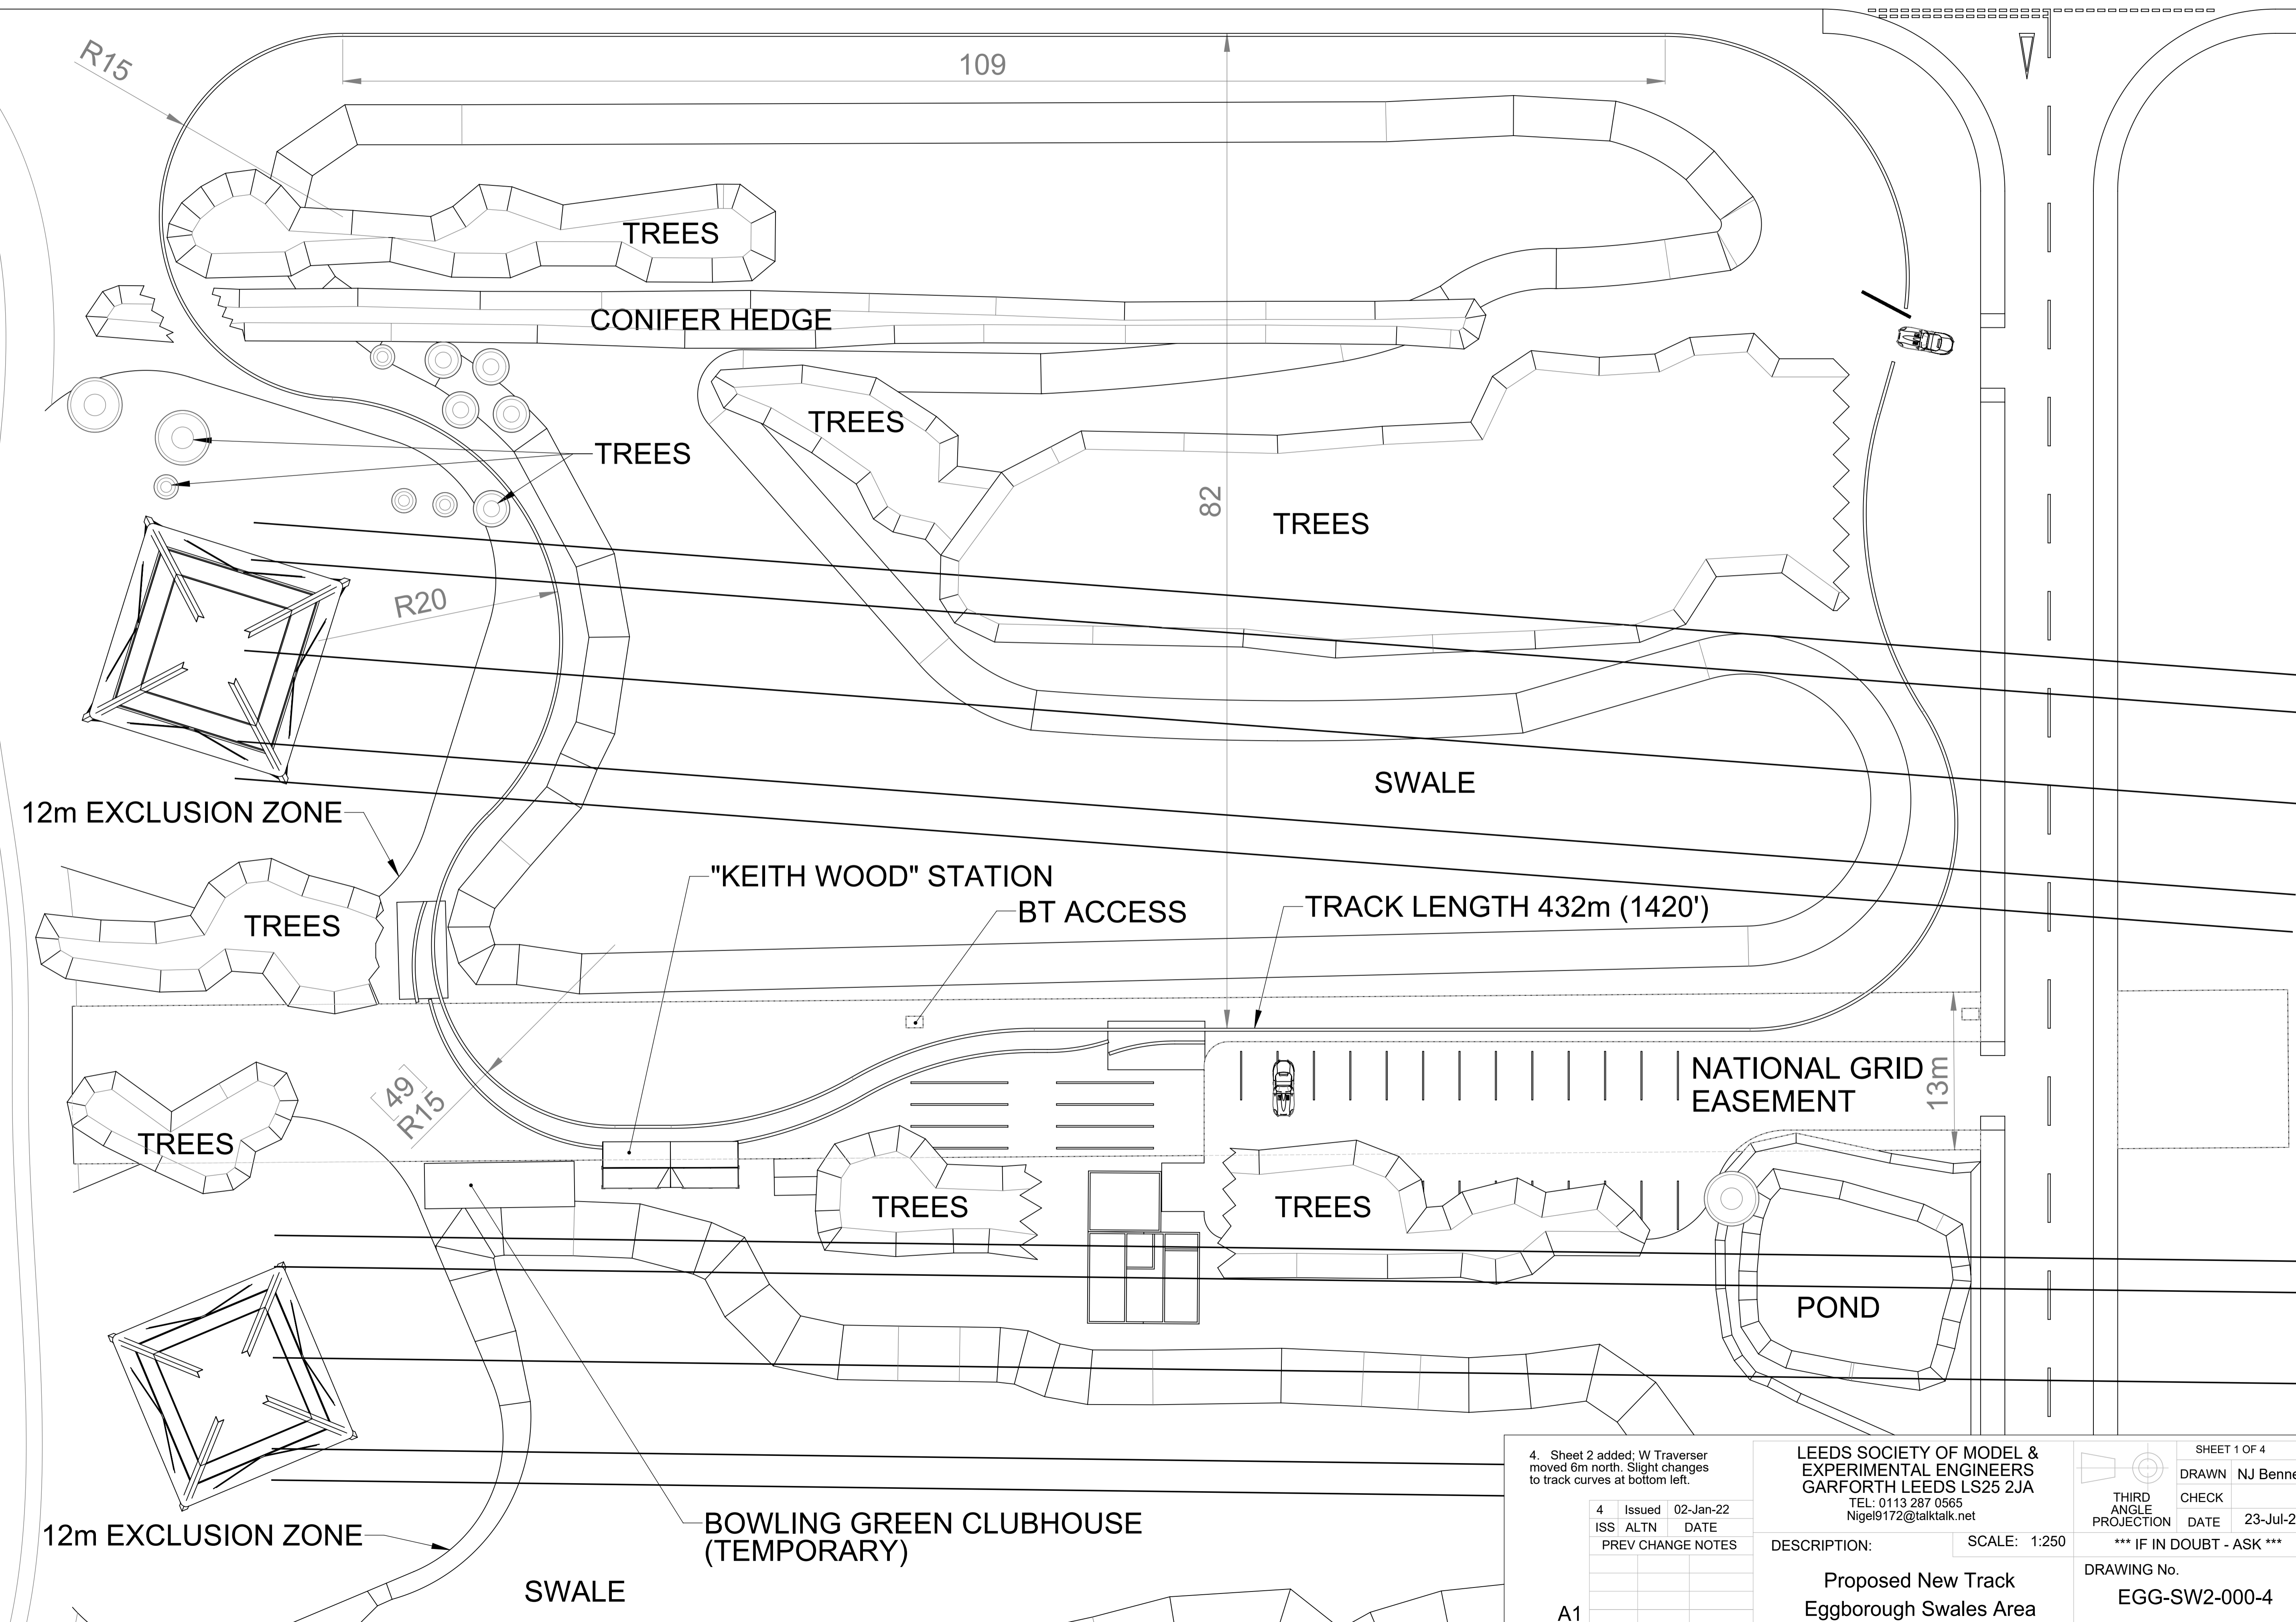 R15
109
TREES
CONIFER HEDGE
TREES
TREES
82
TREES
R20
SWALE
12m EXCLUSION ZONE
"KEITH WOOD" STATION
BT ACCESS
TRACK LENGTH 432m (1420')
TREES
NATIONAL GRID
EASEMENT
13m
49
R15
TREES
TREES
TREES
POND
12m EXCLUSION ZONE
BOWLING GREEN CLUBHOUSE
(TEMPORARY)
SWALE
4. Sheet 2 added; W Traverser
moved 6m north. Slight changes
to track curves at bottom left.
4 Issued 02-Jan-22
ISS ALTN DATE
PREV CHANGE NOTES
A1
LEEDS SOCIETY OF MODEL &
EXPERIMENTAL ENGINEERS
GARFORTH LEEDS LS25 2JA
TEL: 0113 287 0565
Nigel9172@talktalk.net
DESCRIPTION:
SCALE: 1:250
Proposed New Track
Eggborough Swales Area
THIRD
ANGLE
PROJECTION
SHEET 1 OF 4
DRAWN NJ Benne
CHECK
DATE 23-Jul-2
*** IF IN DOUBT - ASK ***
DRAWING No.
EGG-SW2-000-4